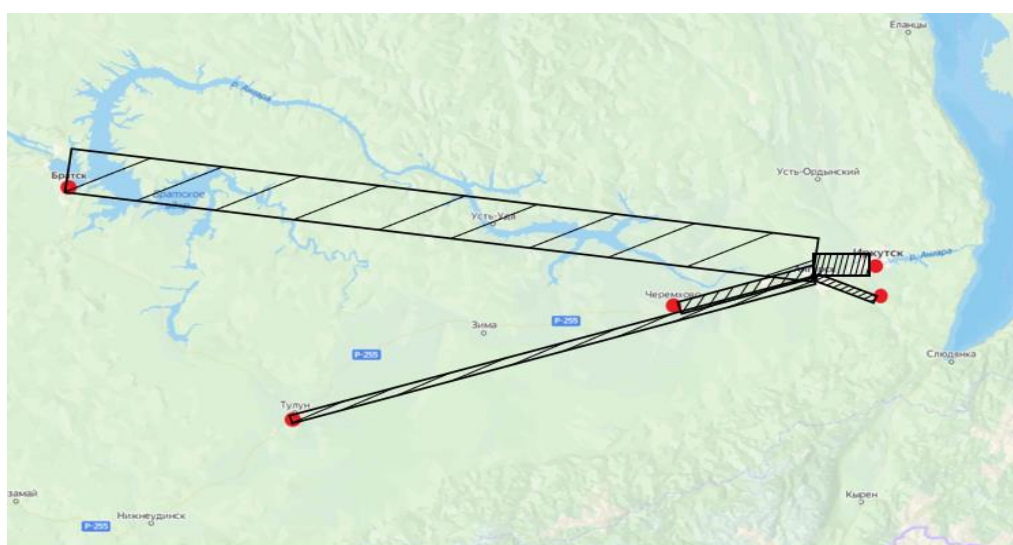 Еланцы
р. Ангара
Братск
Братское
Усть-Ордынский
Усть-Уда
Иркутск
р. Ангара
Черемхово
Зима
Р-255
Р-255
Слюдянка
Тулун
замай
Нижнеудинск
Р-255
Кырен